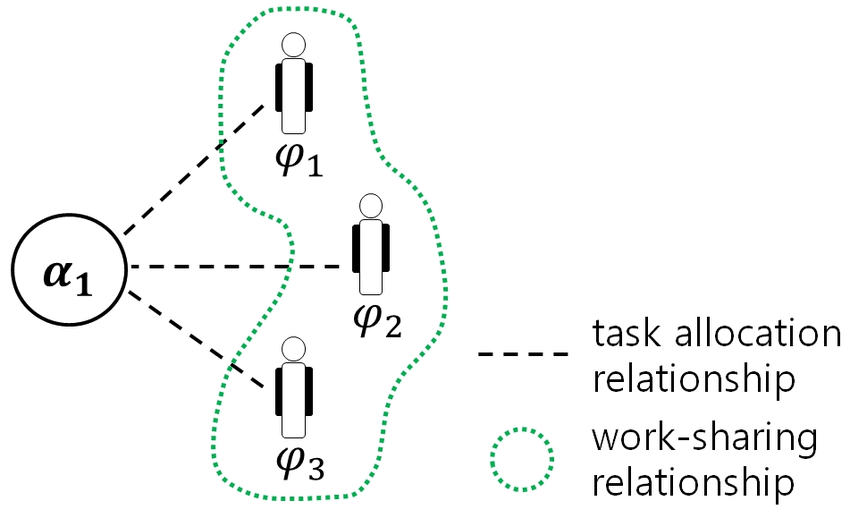 φ1
α1
φ2
φ3
task allocation
relationship
work-sharing
relationship